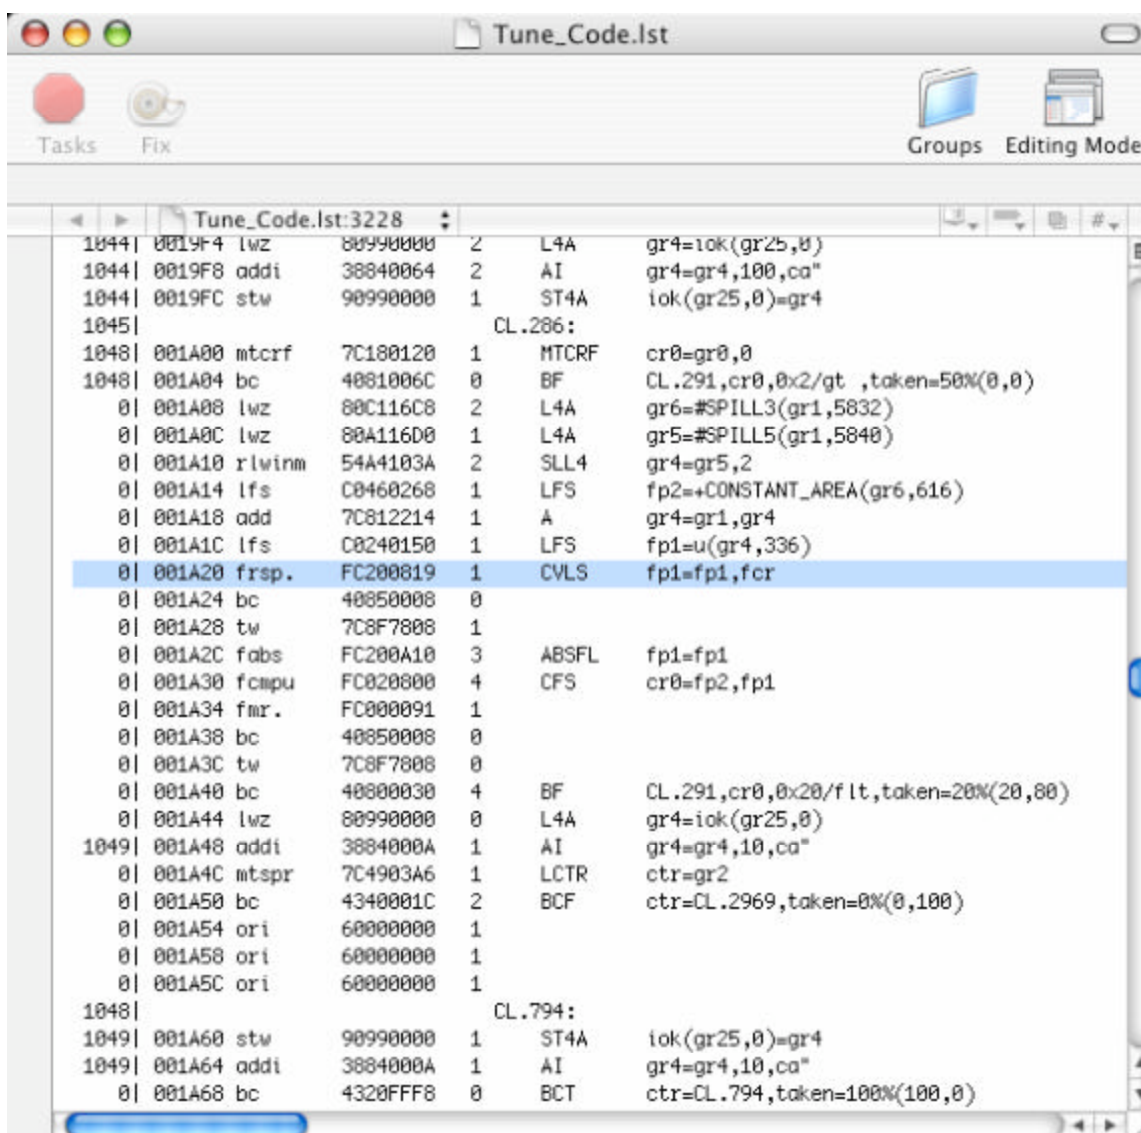 Tune_Code.lst
Tasks Fix Groups Editing Mode
Tune_Code.lst:3228 #
1044| 0019F4 lwz 80990000 2 L4A gr4=iok(gr25,0)
1044| 0019F8 addi 38840064 2 AI gr4=gr4,100,ca"
1044| 0019FC stw 90990000 1 ST4A iok(gr25,0)=gr4
1045| CL.286:
1048| 001A00 mtcrf 7C180120 1 MTCRF cr0=gr0,0
1048| 001A04 bc 4081006C 0 BF CL.291,cr0,0x2/gt ,taken=50%(0,0)
0| 001A08 lwz 80C116C8 2 L4A gr6=#SPILL3(gr1,5832)
0| 001A0C lwz 80A116D0 1 L4A gr5=#SPILL5(gr1,5840)
0| 001A10 rlwinm 54A4103A 2 SLL4 gr4=gr5,2
0| 001A14 lfs C0460268 1 LFS fp2=+CONSTANT_AREA(gr6,616)
0| 001A18 add 7C812214 1 A gr4=gr1,gr4
0| 001A1C lfs C0240150 1 LFS fp1=u(gr4,336)
0| 001A20 frsp. FC200819 1 CVLS fp1=fp1,fcr
0| 001A24 bc 40850008 0
0| 001A28 tw 7C8F7808 1
0| 001A2C fabs FC200A10 3 ABSFL fp1=fp1
0| 001A30 fcmpu FC020800 4 CFS cr0=fp2,fp1
0| 001A34 fmr. FC000091 1
0| 001A38 bc 40850008 0
0| 001A3C tw 7C8F7808 0
0| 001A40 bc 40800030 4 BF CL.291,cr0,0x20/flt,taken=20%(20,80)
0| 001A44 lwz 80990000 0 L4A gr4=iok(gr25,0)
1049| 001A48 addi 3884000A 1 AI gr4=gr4,10,ca"
0| 001A4C mtspr 7C4903A6 1 LCTR ctr=gr2
0| 001A50 bc 4340001C 2 BCF ctr=CL.2969,taken=0%(0,100)
0| 001A54 ori 60000000 1
0| 001A58 ori 60000000 1
0| 001A5C ori 60000000 1
1048| CL.794:
1049| 001A60 stw 90990000 1 ST4A iok(gr25,0)=gr4
1049| 001A64 addi 3884000A 1 AI gr4=gr4,10,ca"
0| 001A68 bc 4320FFF8 0 BCT ctr=CL.794,taken=100%(100,0)